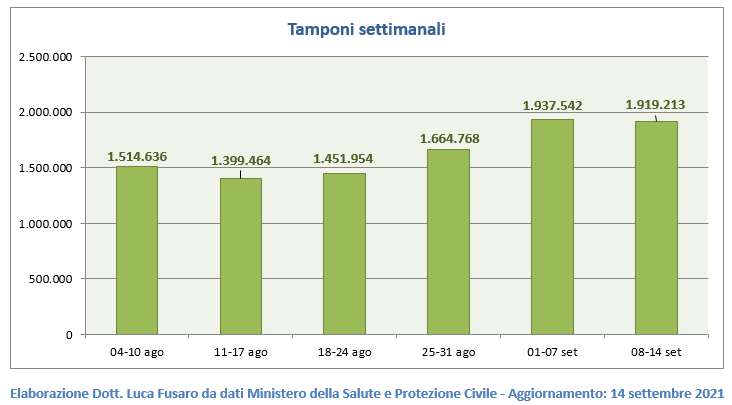 Tamponi settimanali
2.500.000
2.000.000
1.500.000
1.000.000
500.000
0
1.514.636
1.399.464
1.451.954
1.664.768
1.937.542
1.919.213
04-10 ago
11-17 ago
18-24 ago
25-31 ago
01-07 set
08-14 set
Elaborazione Dott. Luca Fusaro da dati Ministero della Salute e Protezione Civile - Aggiornamento: 14 settembre 2021